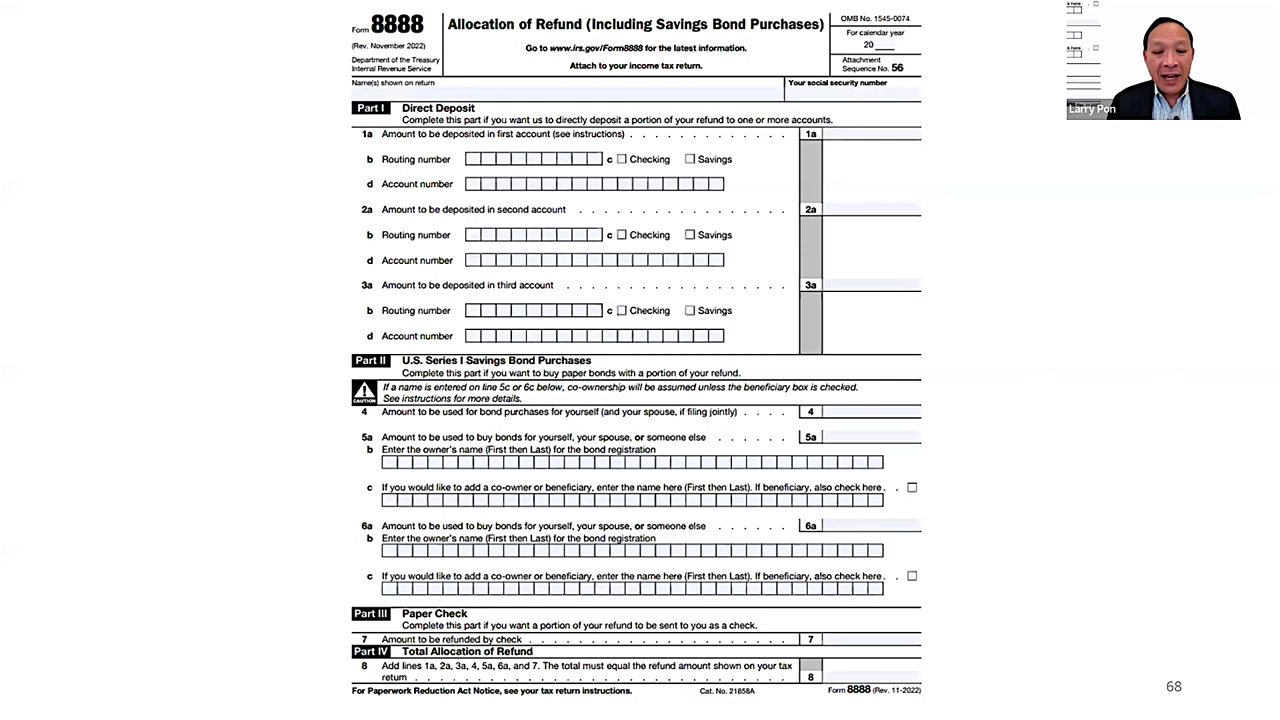 Form 8888
(Rev. November 2022)
Department of the Treasury
Internal Revenue Service
Allocation of Refund (Including Savings Bond Purchases)
Go to www.irs.gov/Form8888 for the latest information.
Attach to your income tax return.
OMB No. 1545-0074
For calendar year
20
Attachment
Sequence No. 56
Name(s) shown on return
Your social security number
Part I Direct Deposit
Complete this part if you want us to directly deposit a portion of your refund to one or more accounts.
1a Amount to be deposited in first account (see instructions) . . . . . . . . . . . . . 1a
b Routing number c Checking Savings
d Account number
2a Amount to be deposited in second account . . . . . . . . . . . . . . . . . 2a
b Routing number c Checking Savings
d Account number
3a Amount to be deposited in third account . . . . . . . . . . . . . . . . . . 3a
b Routing number c Checking Savings
d Account number
Part II U.S. Series I Savings Bond Purchases
Complete this part if you want to buy paper bonds with a portion of your refund.
CAUTION If a name is entered on line 5c or 6c below, co-ownership will be assumed unless the beneficiary box is checked.
See instructions for more details.
4 Amount to be used for bond purchases for yourself (and your spouse, if filing jointly) . . . . 4
5a Amount to be used to buy bonds for yourself, your spouse, or someone else . . . . . . 5a
b Enter the owner's name (First then Last) for the bond registration
c If you would like to add a co-owner or beneficiary, enter the name here (First then Last). If beneficiary, also check here . .
6a Amount to be used to buy bonds for yourself, your spouse, or someone else . . . . . . 6a
b Enter the owner's name (First then Last) for the bond registration
c If you would like to add a co-owner or beneficiary, enter the name here (First then Last). If beneficiary, also check here . .
Part III Paper Check
Complete this part if you want a portion of your refund to be sent to you as a check.
7 Amount to be refunded by check . . . . . . . . . . . . . . . . . . . . 7
Part IV Total Allocation of Refund
8 Add lines 1a, 2a, 3a, 4, 5a, 6a, and 7. The total must equal the refund amount shown on your tax
return . . . . . . . . . . . . . . . . . . . . . . . . . . . . 8
For Paperwork Reduction Act Notice, see your tax return instructions.
Cat. No. 21858A
Form 8888 (Rev. 11-2022)
Larry Pon
68